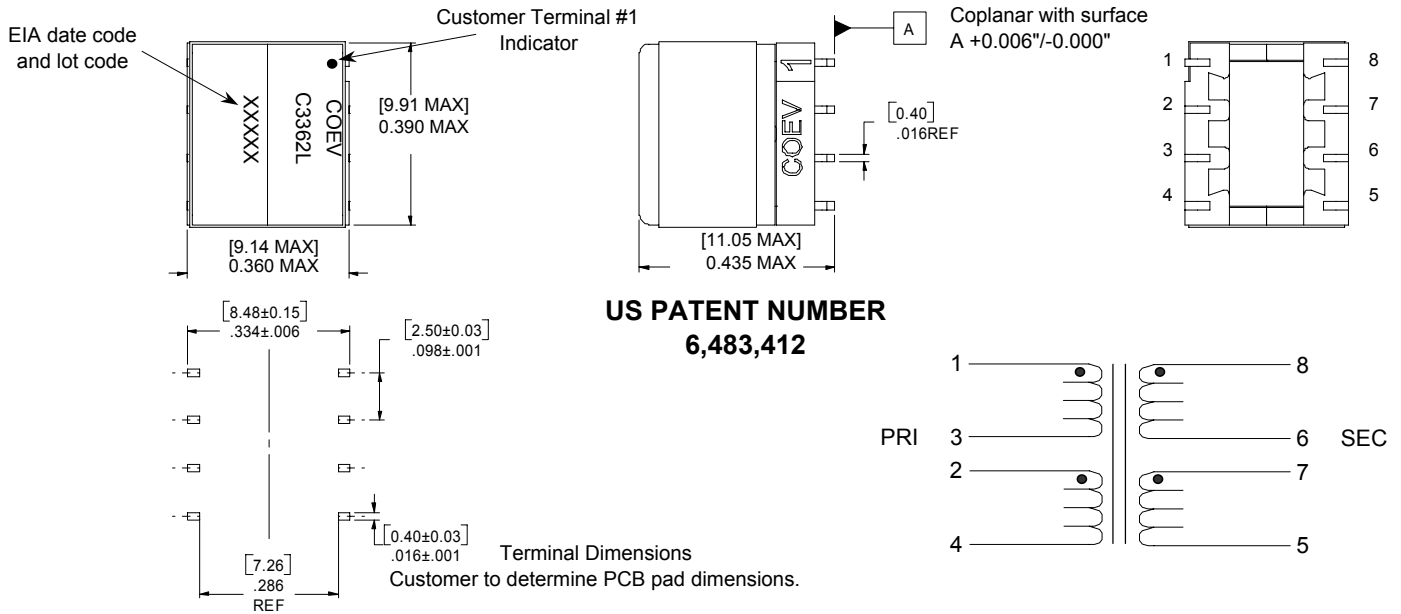 EIA date code
and lot code
Customer Terminal #1
Indicator
XXXXX
COEV
C3362L
[9.91 MAX]
0.390 MAX
[9.14 MAX]
0.360 MAX
COEV 1
A
Coplanar with surface
A +0.006"/-0.000"
[0.40]
.016REF
[11.05 MAX]
0.435 MAX
1
2
3
4
8
7
6
5
US PATENT NUMBER
6,483,412
[8.48±0.15]
.334±.006
[2.50±0.03]
.098±.001
[0.40±0.03]
.016±.001
[7.26]
.286
REF
Terminal Dimensions
Customer to determine PCB pad dimensions.
1
PRI 3
2
4
8
6 SEC
7
5